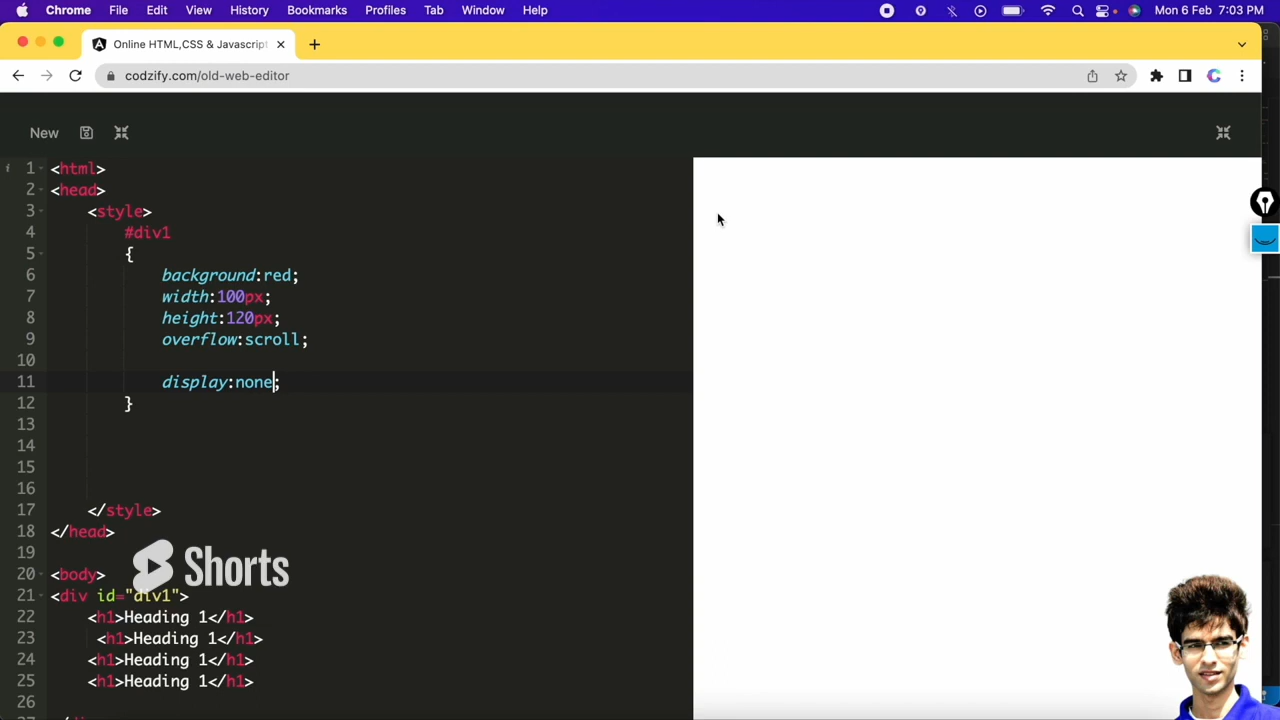 Chrome File Edit View History Bookmarks Profiles Tab Window Help Mon 6 Feb 7:03 PM
Online HTML,CSS & Javascript
codzify.com/old-web-editor
New
1 <html>
2 <head>
3 <style>
4 #div1
5 {
6 background:red;
7 width:100px;
8 height:120px;
9 overflow:scroll;
10
11 display:none;
12 }
13
14
15
16
17 </style>
18 </head>
19
20 <body>
21 <div id="div1">
22 <h1>Heading 1</h1>
23 <h1>Heading 1</h1>
24 <h1>Heading 1</h1>
25 <h1>Heading 1</h1>
26
Shorts